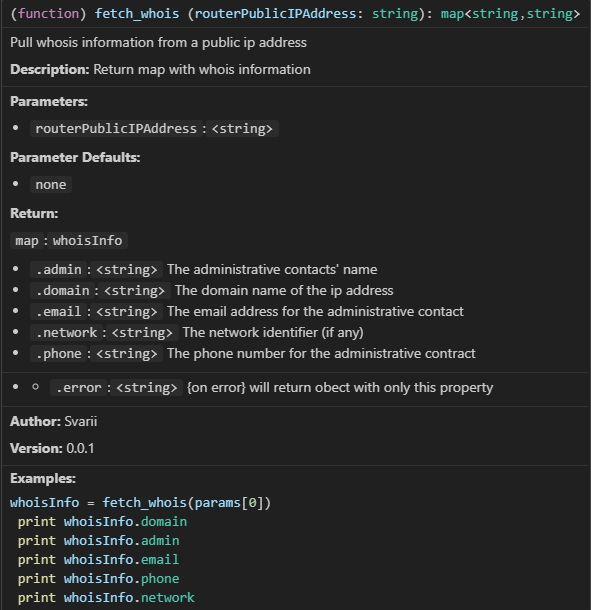 (function) fetch_whois (routerPublicIPAddress: string): map<string,string>
Pull whosis information from a public ip address
Description: Return map with whois information
Parameters:
• routerPublicIPAddress : <string>
Parameter Defaults:
• none
Return:
map : whoisInfo
• .admin : <string> The administrative contacts' name
• .domain : <string> The domain name of the ip address
• .email : <string> The email address for the administrative contact
• .network : <string> The network identifier (if any)
• .phone : <string> The phone number for the administrative contract
• ○ .error : <string> {on error} will return obect with only this property
Author: Svarii
Version: 0.0.1
Examples:
whoisInfo = fetch_whois(params[0])
print whoisInfo.domain
print whoisInfo.admin
print whoisInfo.email
print whoisInfo.phone
print whoisInfo.network